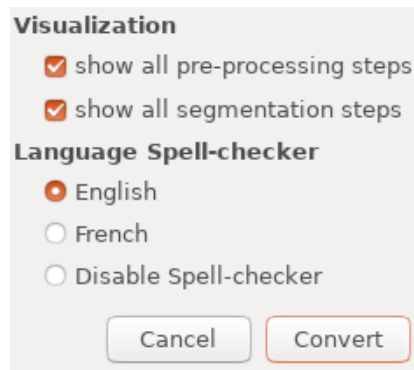 Visualization
show all pre-processing steps
show all segmentation steps
Language Spell-checker
English
French
Disable Spell-checker
Cancel Convert